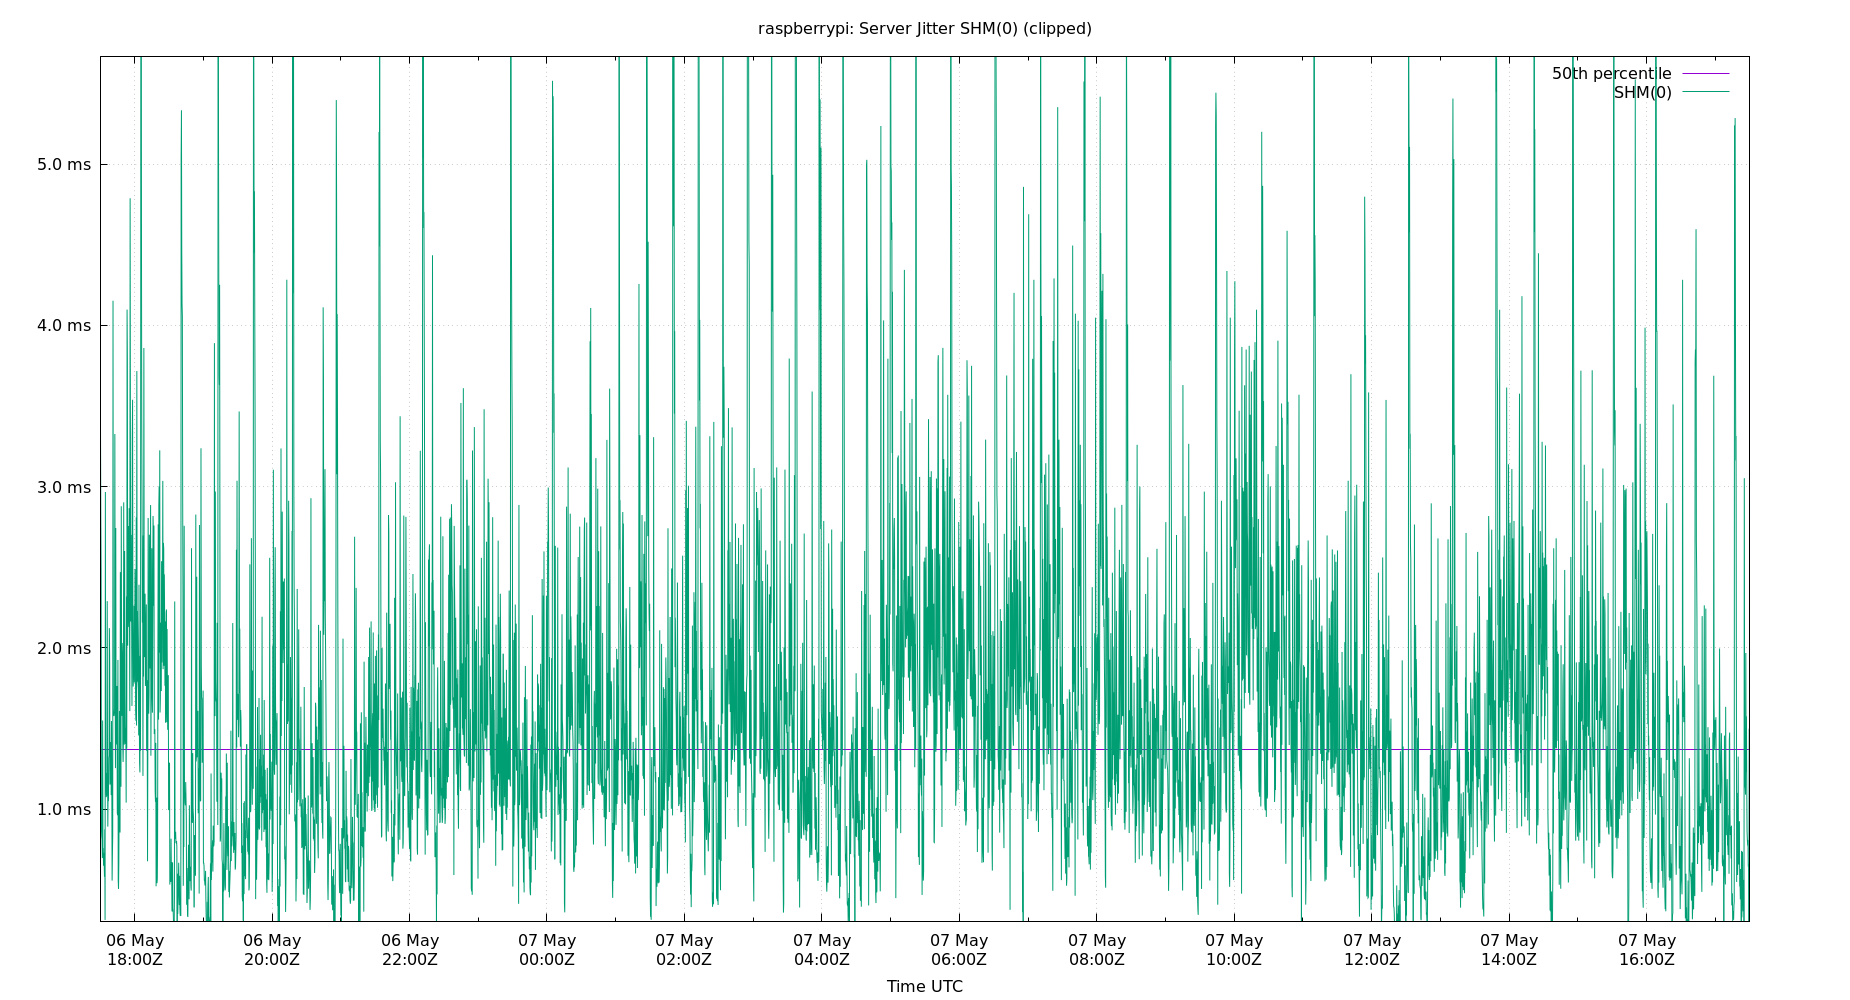 raspberrypi: Server Jitter SHM(0) (clipped)
50th percentile
SHM(0)
5.0 ms
4.0 ms
3.0 ms
2.0 ms
1.0 ms
06 May 06 May 06 May 07 May 07 May 07 May 07 May 07 May 07 May 07 May 07 May 07 May
18:00Z 20:00Z 22:00Z 00:00Z 02:00Z 04:00Z 06:00Z 08:00Z 10:00Z 12:00Z 14:00Z 16:00Z
Time UTC